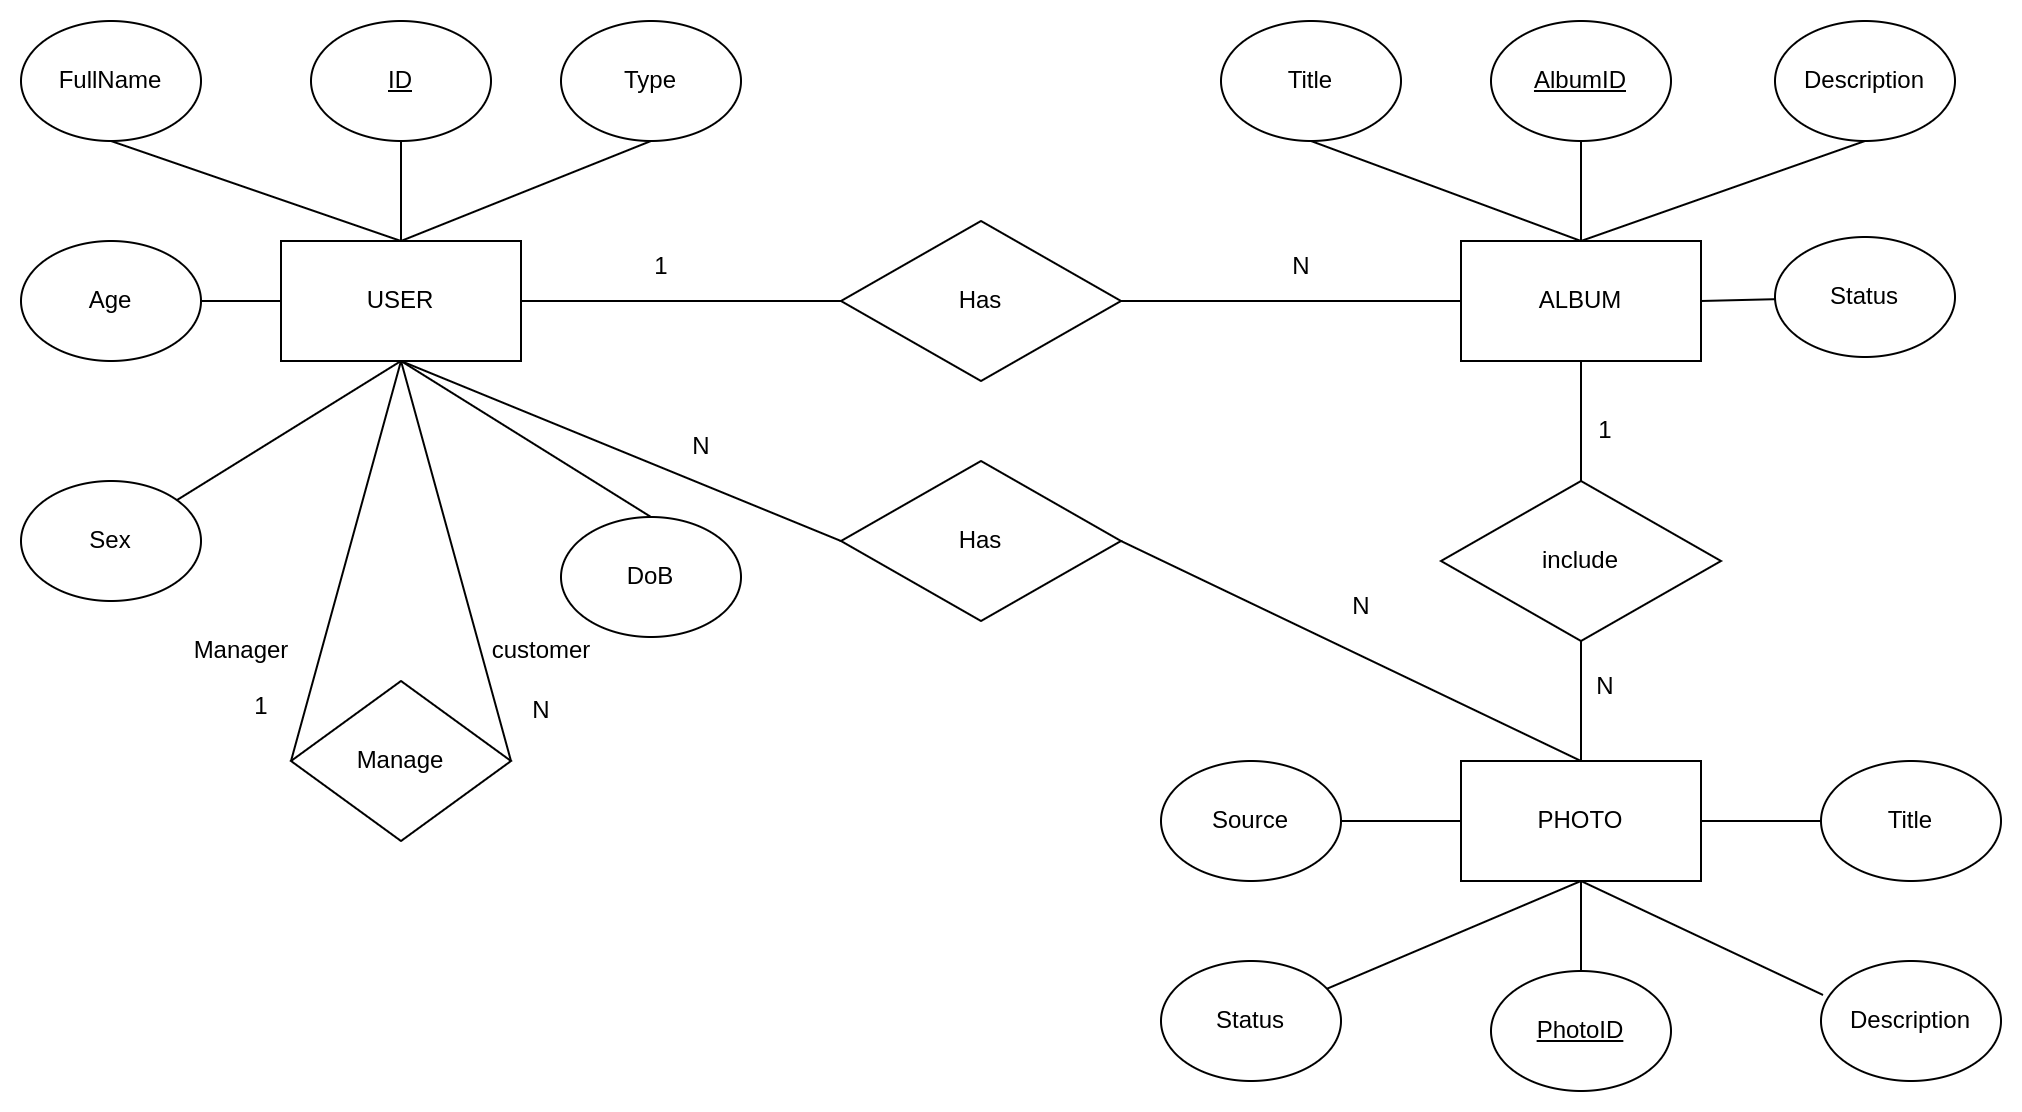 FullName
ID
Type
Title
AlbumID
Description
Age
USER
1
Has
N
ALBUM
Status
N
1
Sex
DoB
Has
include
N
Manager
customer
1
N
N
Manage
Source
PHOTO
Title
Status
PhotoID
Description